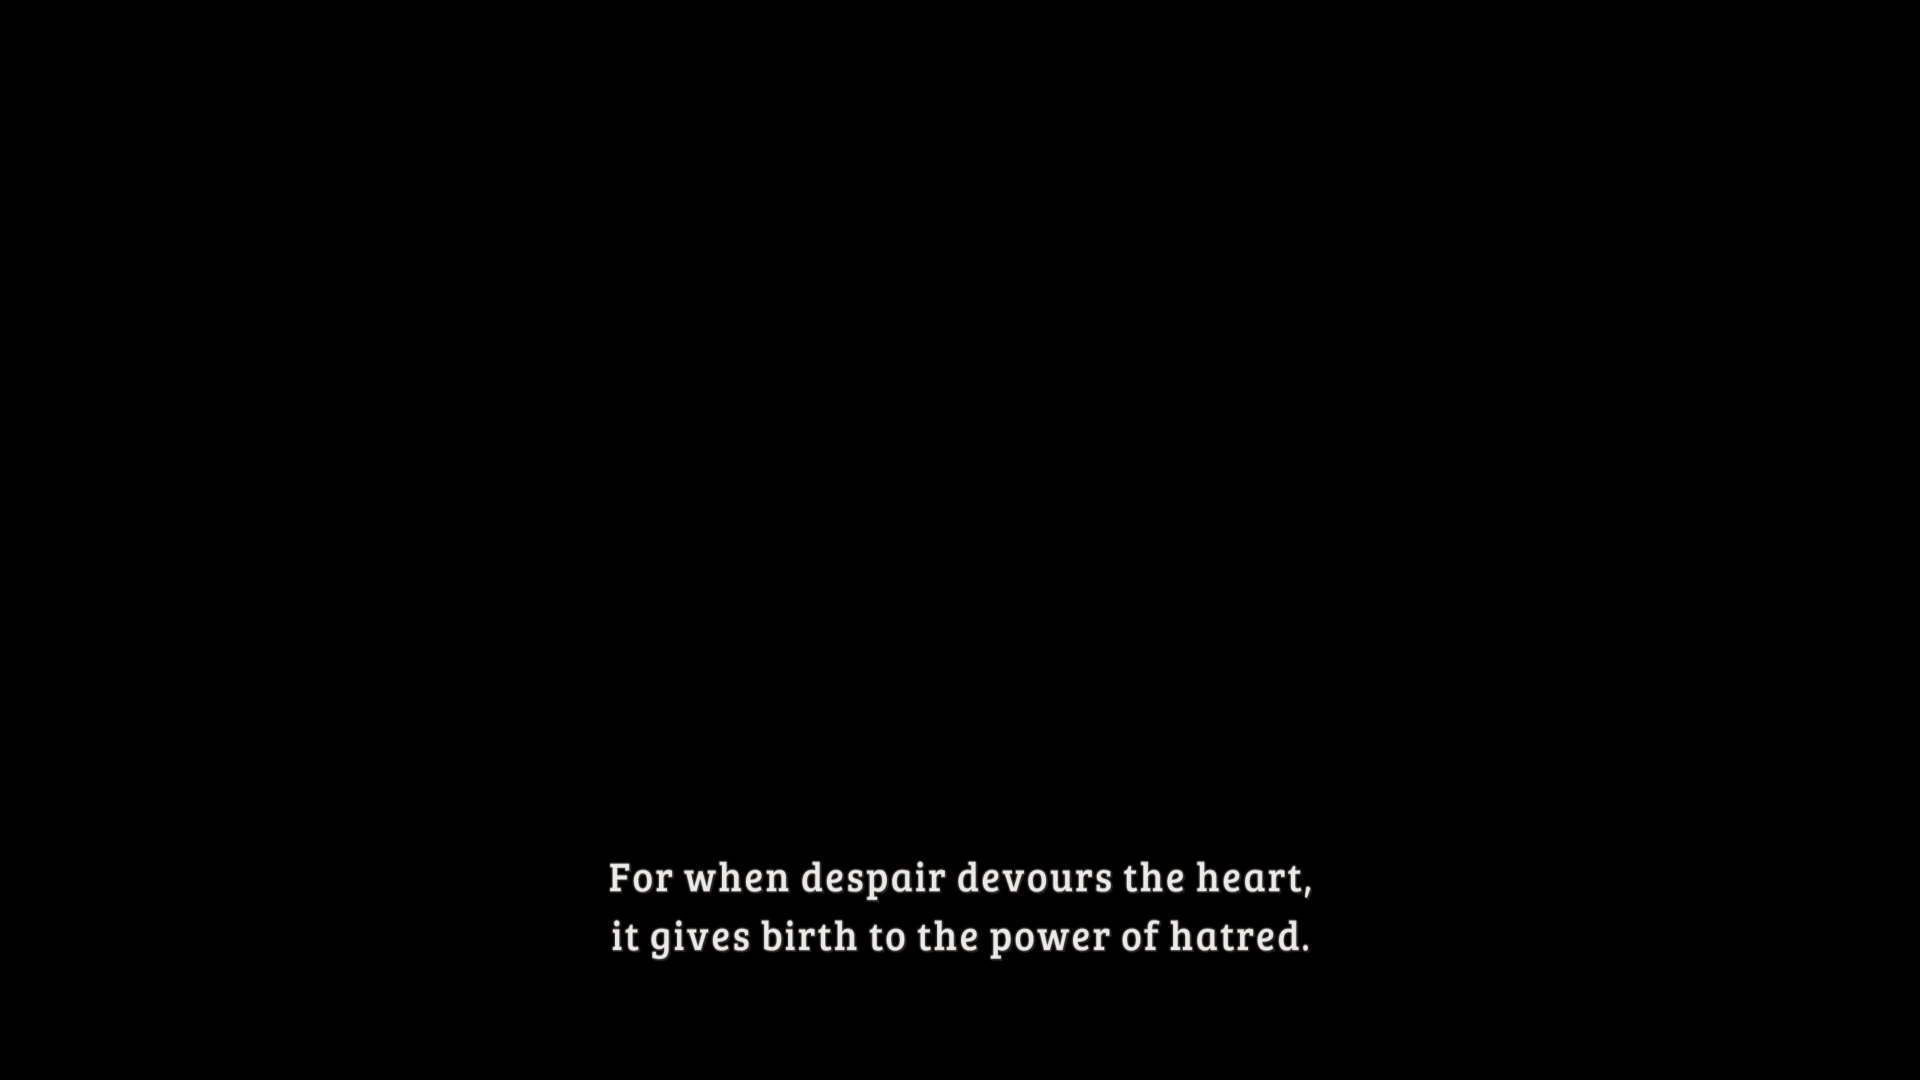 For when despair devours the heart,
it gives birth to the power of hatred.